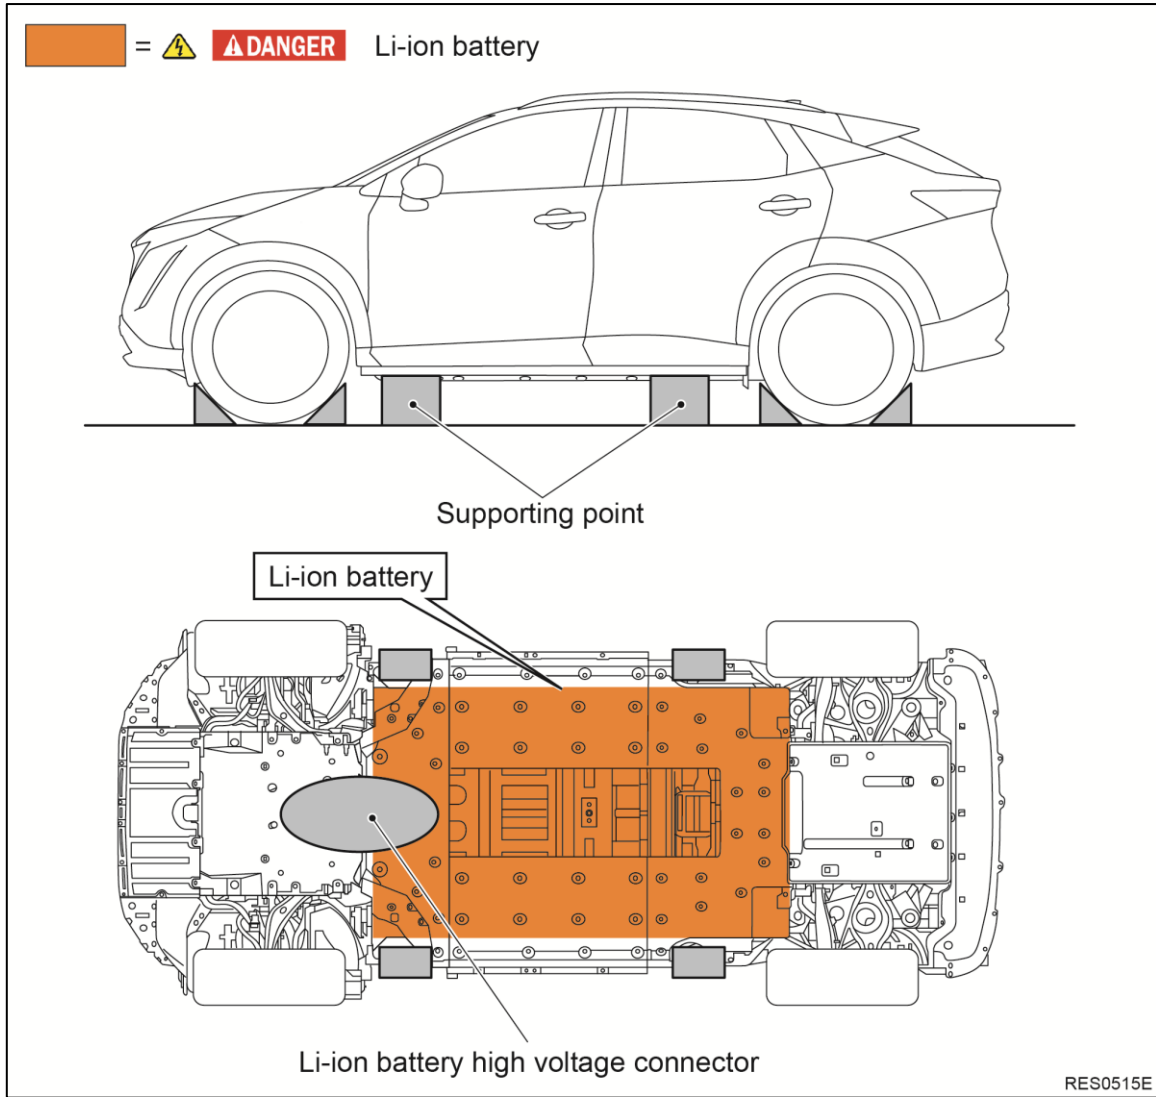 = DANGER Li-ion battery
Supporting point
Li-ion battery
Li-ion battery high voltage connector
RES0515E